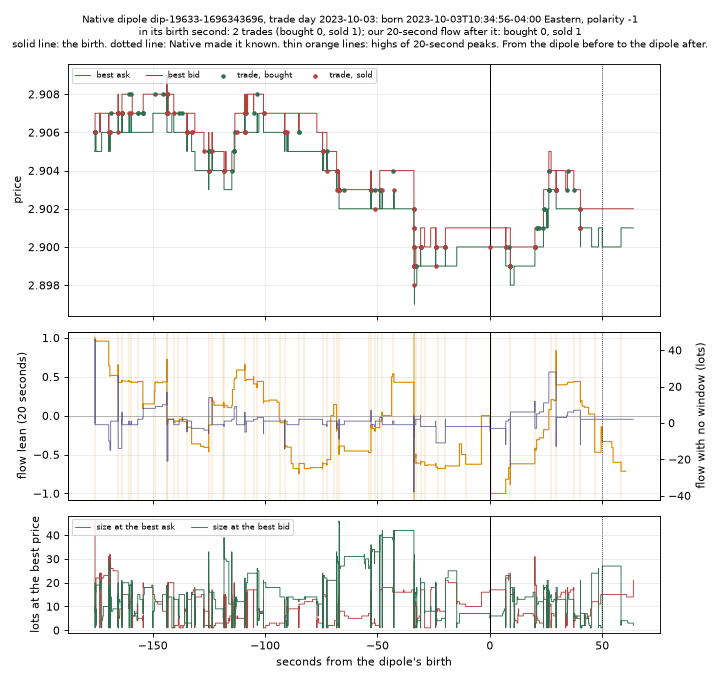 Native dipole dip-19633-1696343696, trade day 2023-10-03: born 2023-10-03T10:34:56-04:00 Eastern, polarity -1
in its birth second: 2 trades (bought 0, sold 1); our 20-second flow after it: bought 0, sold 1
solid line: the birth. dotted line: Native made it known. thin orange lines: highs of 20-second peaks. From the dipole before to the dipole after.
best ask best bid trade, bought trade, sold
2.908
2.906
2.904
2.902
2.900
2.898
price
1.0
0.5
0.0
−0.5
−1.0
flow lean (20 seconds)
40
20
0
−20
−40
flow with no window (lots)
size at the best ask size at the best bid
40
30
20
10
0
lots at the best price
−150 −100 −50 0 50
seconds from the dipole's birth